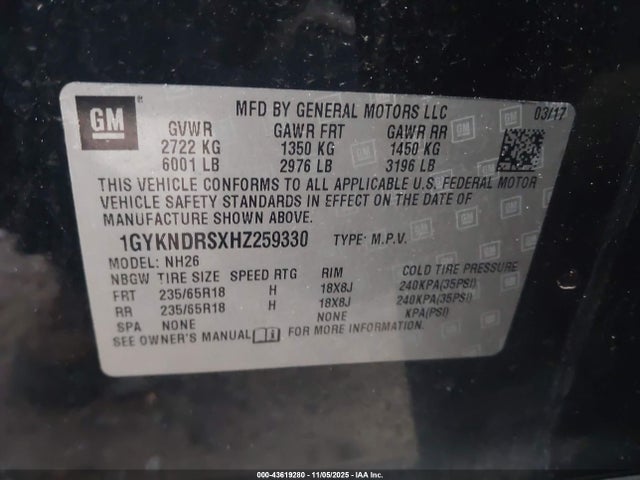 GM
MFD BY GENERAL MOTORS LLC 03/17
GVWR GAWR FRT GAWR RR
2722 KG 1350 KG 1450 KG
6001 LB 2976 LB 3196 LB
THIS VEHICLE CONFORMS TO ALL APPLICABLE U.S. FEDERAL MOTOR
VEHICLE SAFETY STANDARDS IN EFFECT ON THE DATE OF
MANUFACTURE SHOWN ABOVE.
1GYKNDRSXHZ259330 TYPE: M.P.V.
MODEL: NH26
NBGW TIRE SIZE SPEED RTG RIM COLD TIRE PRESSURE
FRT 235/65R18 H 18X8J 240KPA(35PSI)
RR 235/65R18 H 18X8J 240KPA(35PSI)
SPA NONE NONE KPA(PSI)
SEE OWNER'S MANUAL FOR MORE INFORMATION.
000-43619280 - 11/05/2025 - IAA Inc.